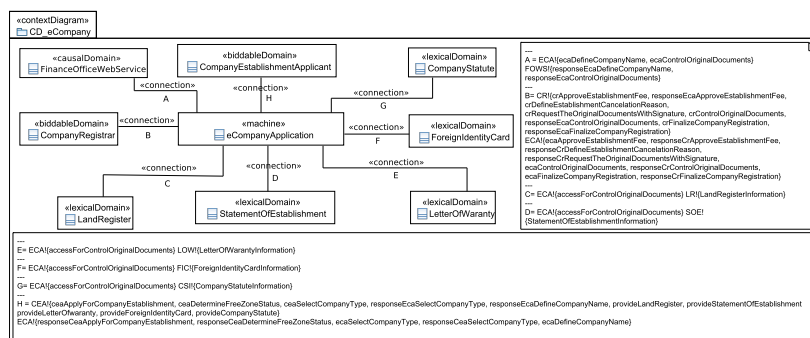 «contextDiagram»
CD_eCompany
«causalDomain»
FinanceOfficeWebService
«biddableDomain»
CompanyEstablishmentApplicant
«lexicalDomain»
CompanyStatute
«connection»
A
«connection»
H
«connection»
G
«biddableDomain»
CompanyRegistrar
«connection»
B
«machine»
eCompanyApplication
«connection»
F
«lexicalDomain»
ForeignIdentityCard
«connection»
C
«connection»
D
«connection»
E
«lexicalDomain»
LandRegister
«lexicalDomain»
StatementOfEstablishment
«lexicalDomain»
LetterOfWaranty
---
A = ECA!{ecaDefineCompanyName, ecaControlOriginalDocuments}
FOWS!{responseEcaDefineCompanyName,
responseEcaControlOriginalDocuments}
---
B= CR!{crApproveEstablishmentFee, responseEcaApproveEstablishmentFee,
crDefineEstablishmentCancelationReason,
crRequestTheOriginalDocumentsWithSignature, crControlOriginalDocuments,
responseEcaControlOriginalDocuments, crFinalizeCompanyRegistration,
responseEcaFinalizeCompanyRegistration}
ECA!{ecaApproveEstablishmentFee, responseCrApproveEstablishmentFee,
responseCrDefineEstablishmentCancelationReason,
responseCrRequestTheOriginalDocumentsWithSignature,
ecaControlOriginalDocuments, responseCrControlOriginalDocuments,
ecaFinalizeCompanyRegistration, responseCrFinalizeCompanyRegistration}
---
C= ECA!{accessForControlOriginalDocuments} LR!{LandRegisterInformation}
---
D= ECA!{accessForControlOriginalDocuments} SOE!
{StatementOfEstablishmentInformation}
---
E= ECA!{accessForControlOriginalDocuments} LOW!{LetterOfWarantyInformation}
---
F= ECA!{accessForControlOriginalDocuments} FIC!{ForeignIdentityCardInformation}
---
G= ECA!{accessForControlOriginalDocuments} CSI!{CompanyStatuteInformation}
---
H = CEA!{ceaApplyForCompanyEstablishment, ceaDetermineFreeZoneStatus, ceaSelectCompanyType, responseEcaSelectCompanyType, responseEcaDefineCompanyName, provideLandRegister, provideStatementOfEstablishment
provideLetterOfwaranty, provideForeignIdentityCard, provideCompanyStatute}
ECA!{responseCeaApplyForCompanyEstablishment, responseCeaDetermineFreeZoneStatus, ecaSelectCompanyType, responseCeaSelectCompanyType, ecaDefineCompanyName}